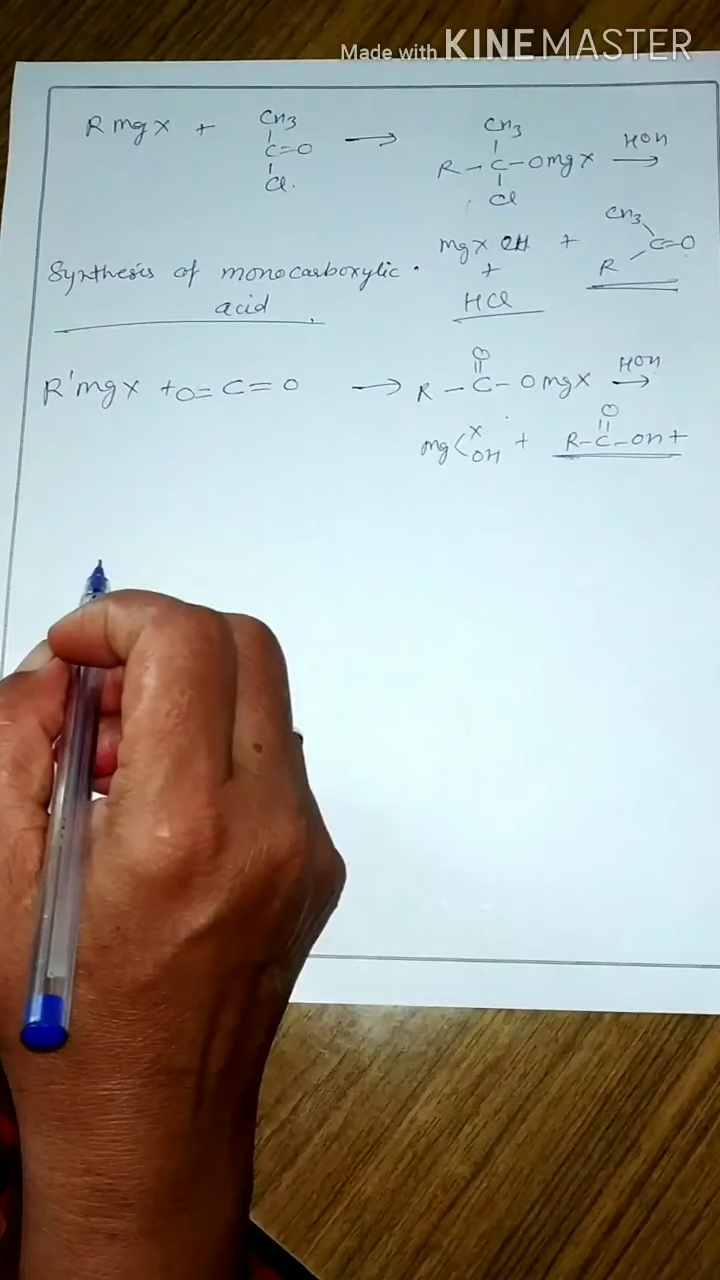 Made with KINEMASTER
Rmgx + CH3 - C=O - Cl. → R-C-Omgx HOH →
CH3
Cl
mgx OH + CH3 R C=O
+
HCl
Synthesis of monocarboxylic.
acid
R'mgx + O=C=O → R-C-Omgx HOH →
O
mg<X OH + R-C-OH +
O